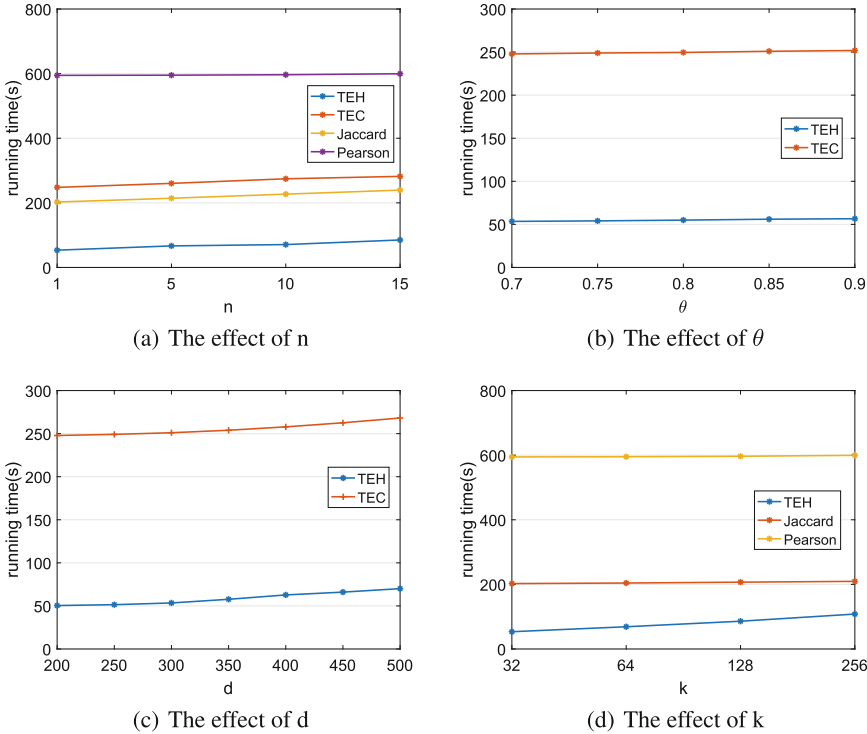 800
600
400
200
0
running time(s)
TEH
TEC
Jaccard
Pearson
1 5 10 15
n
(a) The effect of n
300
250
200
150
100
50
0
running time(s)
TEH
TEC
0.7 0.75 0.8 0.85 0.9
θ
(b) The effect of θ
300
250
200
150
100
50
0
running time(s)
TEH
TEC
200 250 300 350 400 450 500
d
(c) The effect of d
800
600
400
200
0
running time(s)
TEH
Jaccard
Pearson
32 64 128 256
k
(d) The effect of k